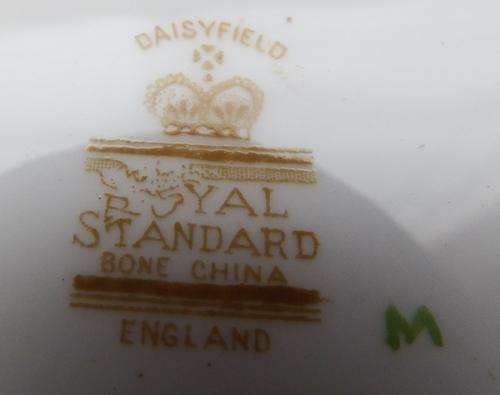 DAISYFIELD
ROYAL
STANDARD
BONE CHINA
ENGLAND
M